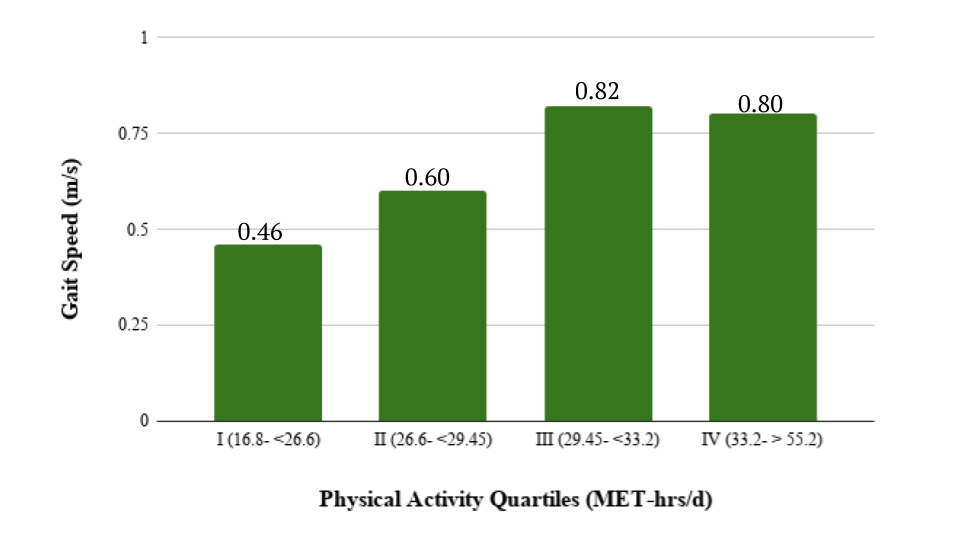 1
0.75
0.5
0.25
0
Gait Speed (m/s)
0.46
0.60
0.82
0.80
I (16.8- <26.6)
II (26.6- <29.45)
III (29.45- <33.2)
IV (33.2- > 55.2)
Physical Activity Quartiles (MET-hrs/d)